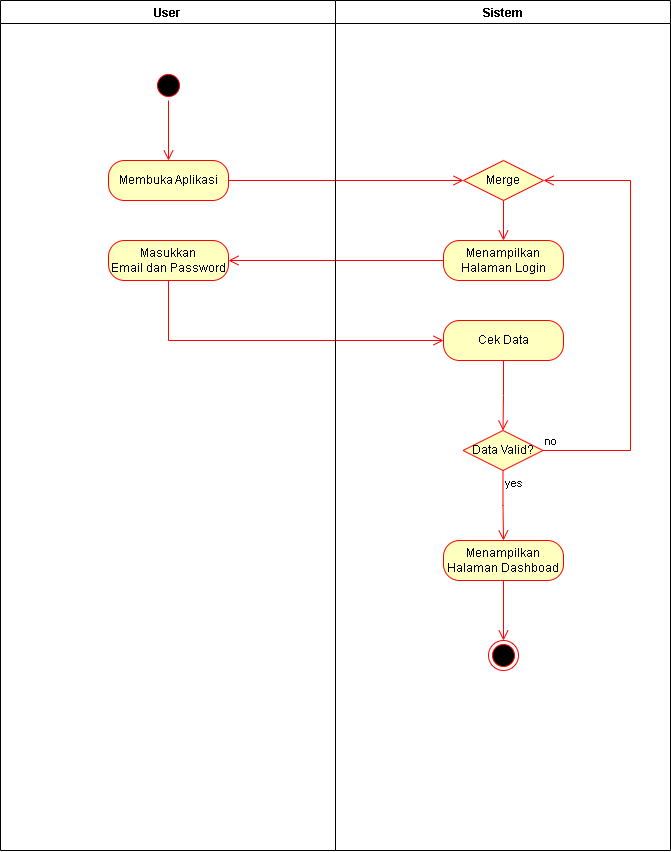 User
Sistem
Membuka Aplikasi
Merge
Masukkan
Email dan Password
Menampilkan
Halaman Login
Cek Data
Data Valid?
no
yes
Menampilkan
Halaman Dashboad